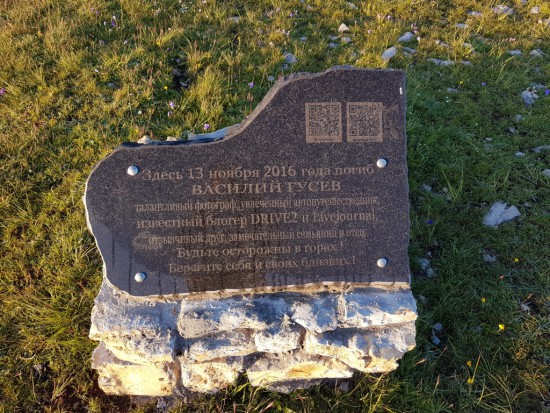 Здесь 13 ноября 2016 года погиб
ВАСИЛИЙ ГУСЕВ
талантливый фотограф, увлечённый автопутешественник,
известный блогер DRIVE2 и Livejournal,
отзывчивый друг, замечательный семьянин и отец.
Будьте осторожны в горах!
Берегите себя и своих близких!